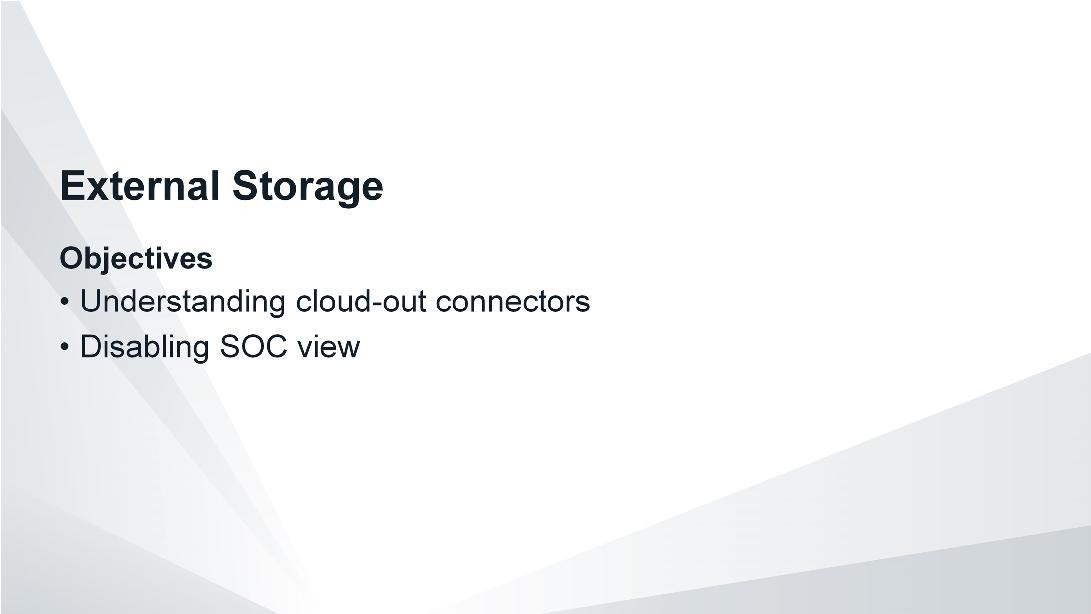 External Storage
Objectives
• Understanding cloud-out connectors
• Disabling SOC view